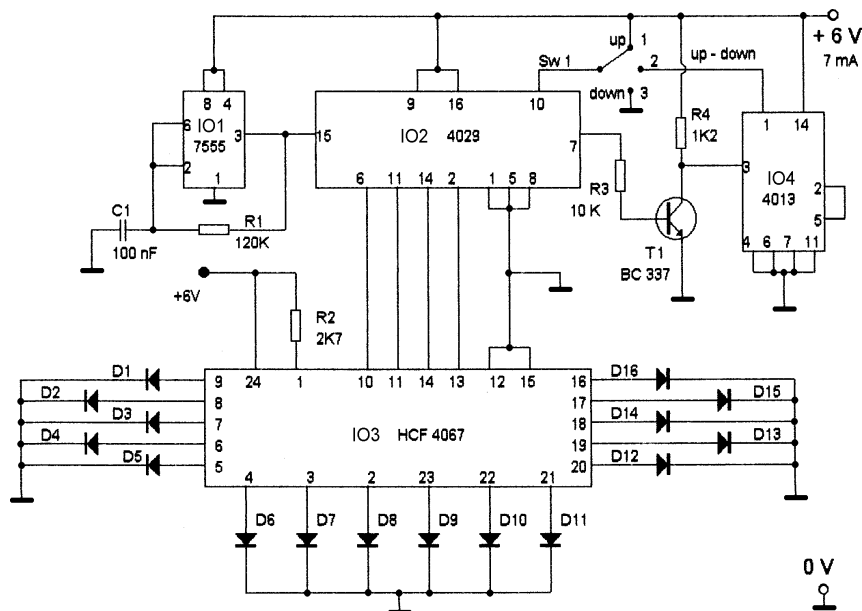 + 6 V
7 mA
up 1
Sw 1
2
up - down
down 3
8 4
9 16 10
R4
1K2
1 14
IO1
7555
6
2
3
1
15
IO2 4029
7
6 11 14 2 1 5 8
R3
10 K
3
IO4
4013
2
5
4 6 7 11
C1
100 nF
R1
120K
T1
BC 337
+6V
R2
2K7
24 1 10 11 14 13 12 15
IO3 HCF 4067
D1 9
D2 8
D3 7
D4 6
D5 5
16 D16
17 D15
18 D14
19 D13
20 D12
4 3 2 23 22 21
D6 D7 D8 D9 D10 D11
0 V